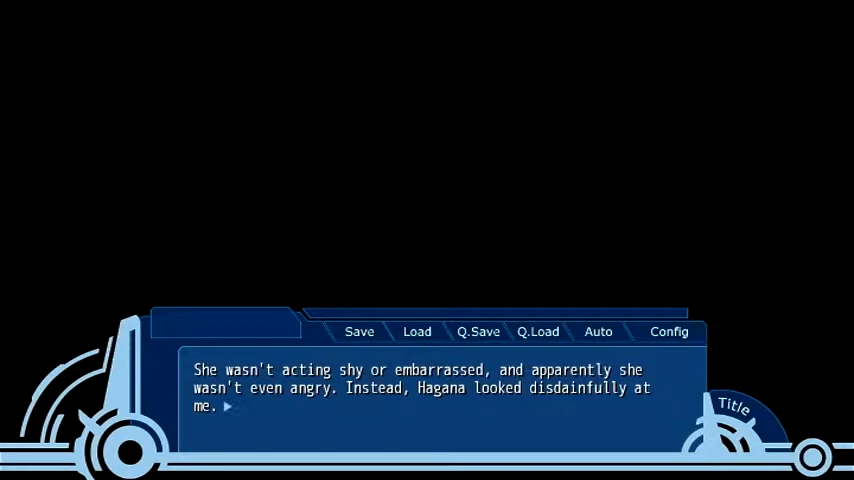 Save Load Q.Save Q.Load Auto Config
She wasn't acting shy or embarrassed, and apparently she
wasn't even angry. Instead, Hagana looked disdainfully at
me.
Title